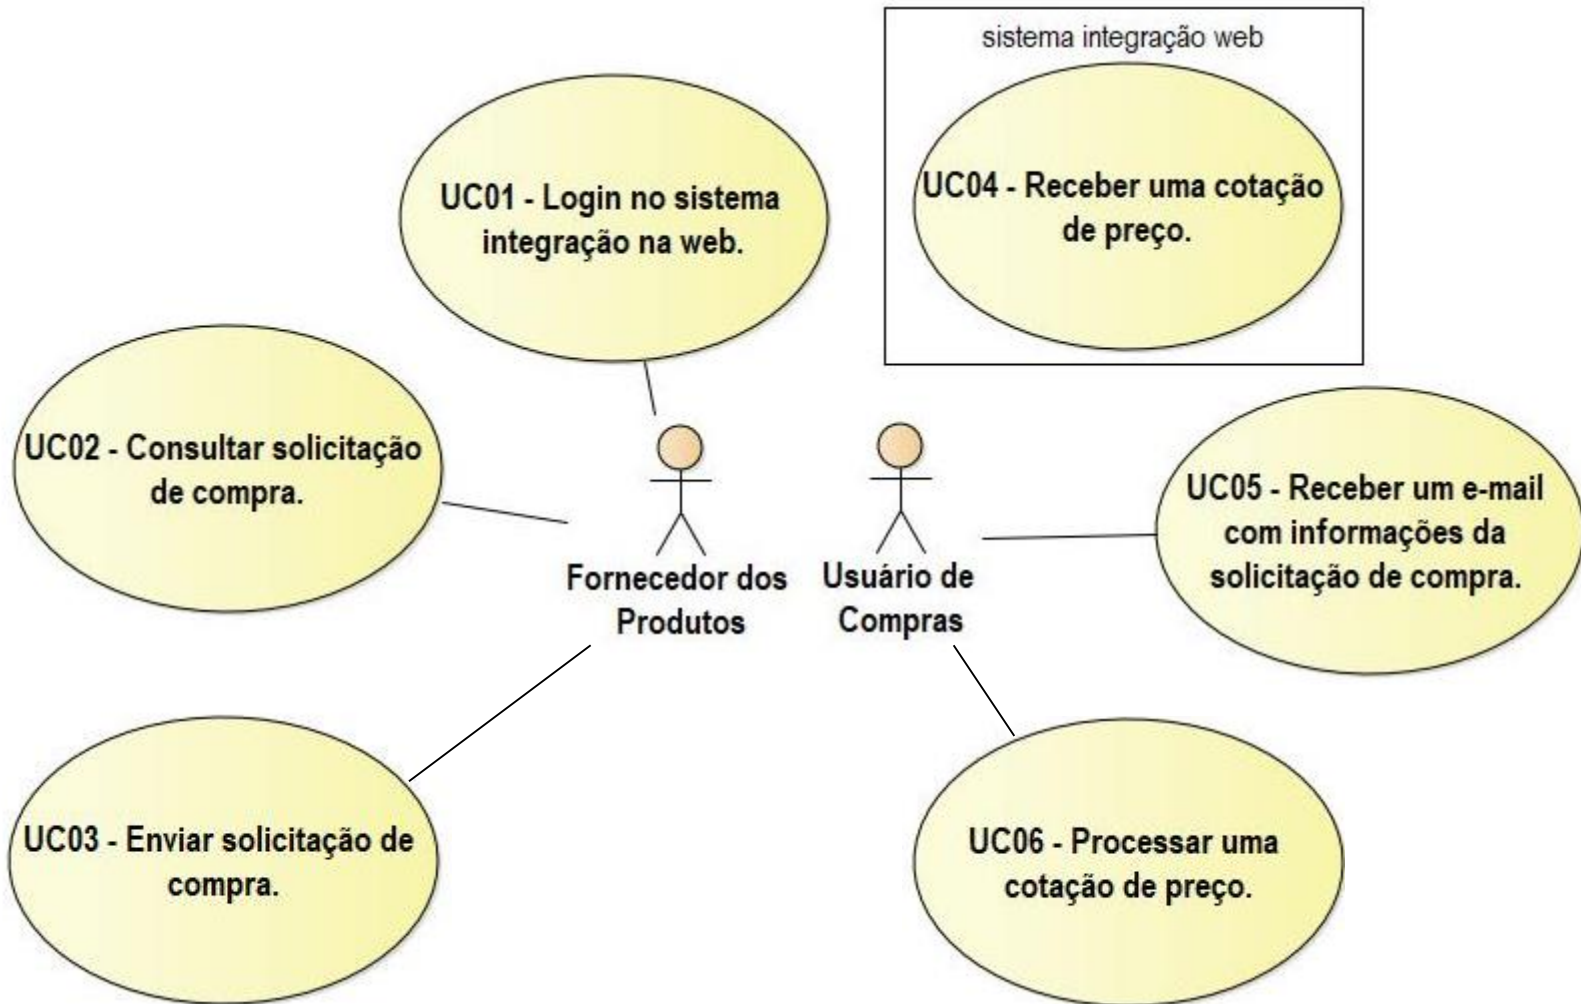 sistema integração web
UC04 - Receber uma cotação
de preço.
UC01 - Login no sistema
integração na web.
UC02 - Consultar solicitação
de compra.
UC05 - Receber um e-mail
com informações da
solicitação de compra.
Fornecedor dos
Produtos
Usuário de
Compras
UC03 - Enviar solicitação de
compra.
UC06 - Processar uma
cotação de preço.